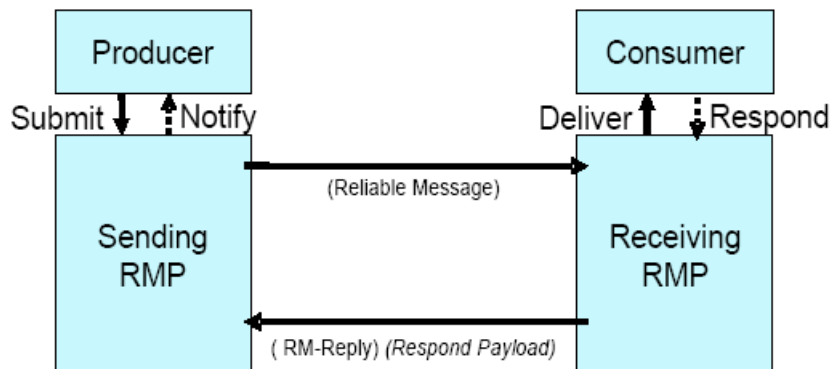 Producer
Consumer
Submit
Notify
Deliver
Respond
(Reliable Message)
Sending
RMP
Receiving
RMP
( RM-Reply) (Respond Payload)